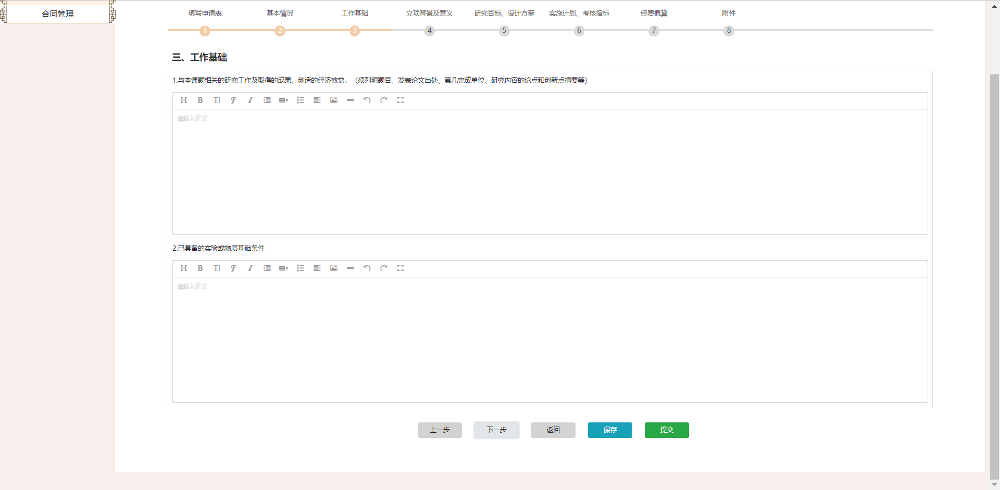 合同管理
填写申请表 基本情况 工作基础 立项背景及意义 研究目标、设计方案 实施计划、考核指标 经费概算 附件
1 2 3 4 5 6 7 8
三、工作基础
1.与本课题相关的研究工作及取得的成果、创造的经济效益。（须列明题目、发表论文出处、第几完成单位、研究内容的论点和创新点摘要等）
请输入正文
2.已具备的实验或物质基础条件
请输入正文
上一步 下一步 返回 保存 提交